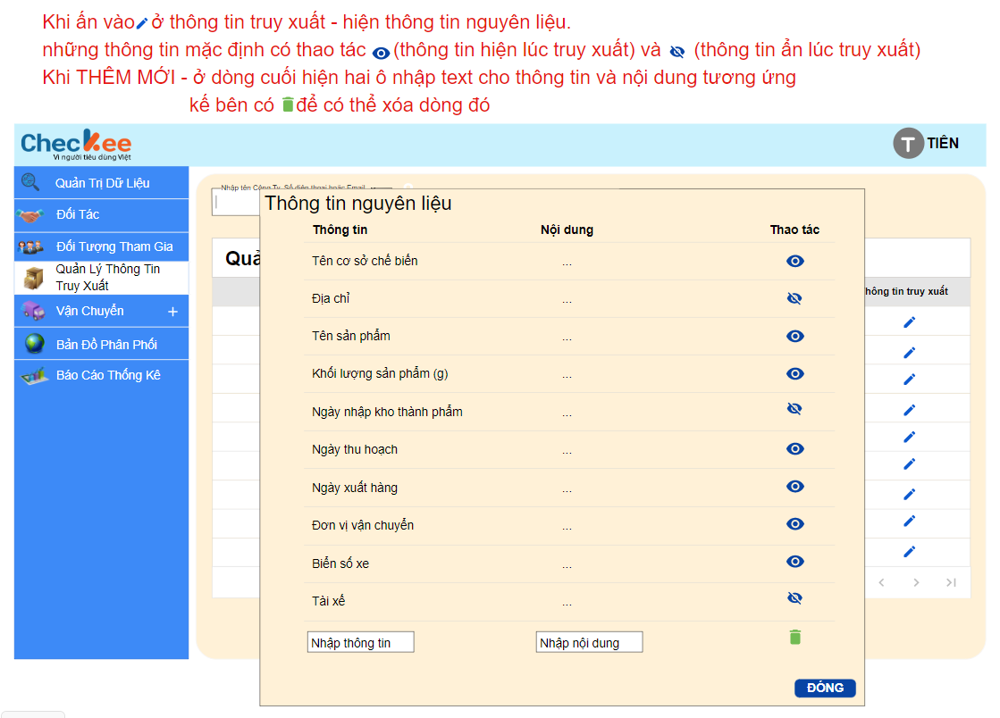 Khi ấn vào ở thông tin truy xuất - hiện thông tin nguyên liệu.
những thông tin mặc định có thao tác (thông tin hiện lúc truy xuất) và (thông tin ẩn lúc truy xuất)
Khi THÊM MỚI - ở dòng cuối hiện hai ô nhập text cho thông tin và nội dung tương ứng
kế bên có để có thể xóa dòng đó
Checkee
Vì người tiêu dùng Việt
T TIÊN
Quản Trị Dữ Liệu
Đối Tác
Đối Tượng Tham Gia
Quản Lý Thông Tin
Truy Xuất
Vận Chuyển +
Bản Đồ Phân Phối
Báo Cáo Thống Kê
Nhập tên Công Ty, Số điện thoại hoặc Email
Quả
hông tin truy xuất
Thông tin nguyên liệu
Thông tin Nội dung Thao tác
Tên cơ sở chế biến ...
Địa chỉ ...
Tên sản phẩm ...
Khối lượng sản phẩm (g) ...
Ngày nhập kho thành phẩm ...
Ngày thu hoạch ...
Ngày xuất hàng ...
Đơn vị vận chuyển ...
Biển số xe ...
Tài xế ...
Nhập thông tin Nhập nội dung
ĐÓNG